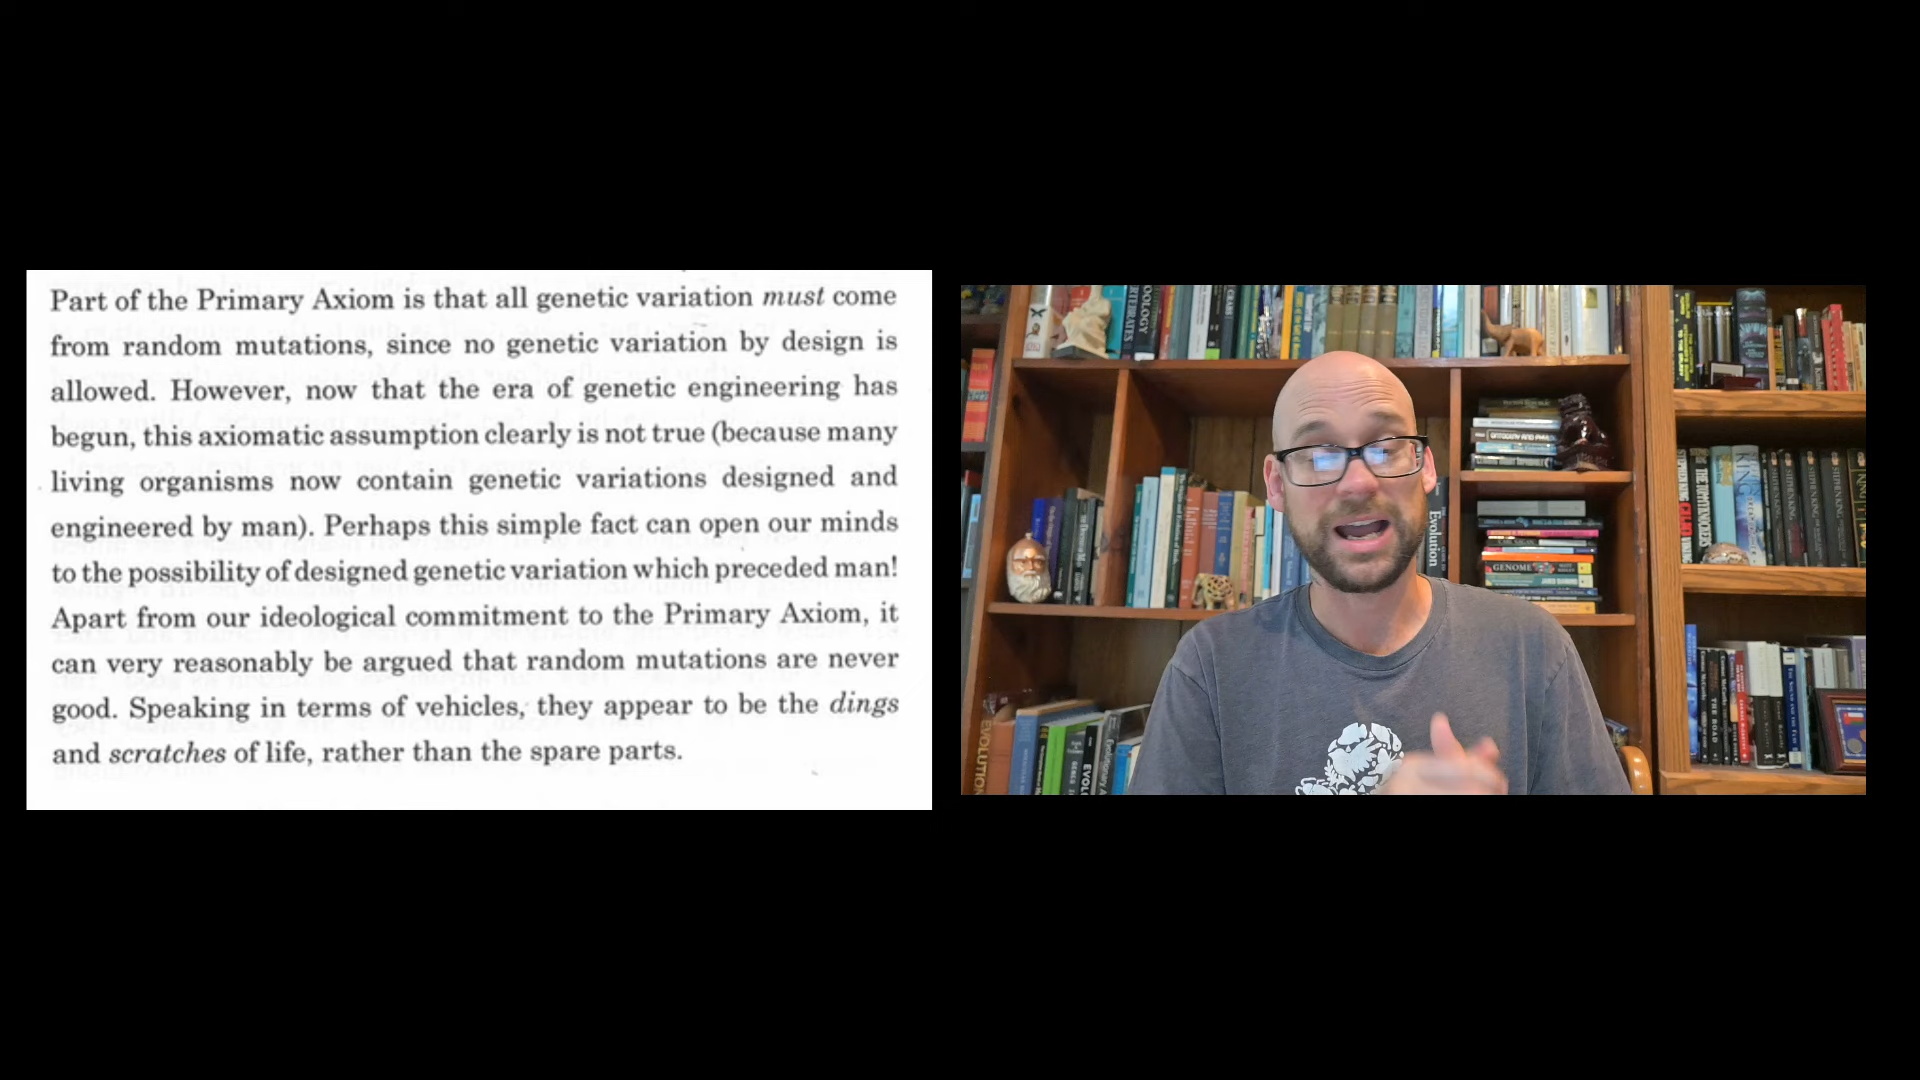 Part of the Primary Axiom is that all genetic variation must come
from random mutations, since no genetic variation by design is
allowed. However, now that the era of genetic engineering has
begun, this axiomatic assumption clearly is not true (because many
living organisms now contain genetic variations designed and
engineered by man). Perhaps this simple fact can open our minds
to the possibility of designed genetic variation which preceded man!
Apart from our ideological commitment to the Primary Axiom, it
can very reasonably be argued that random mutations are never
good. Speaking in terms of vehicles, they appear to be the dings
and scratches of life, rather than the spare parts.
Evolution
GENOME
KING
THE ROAD
EVOLUTION